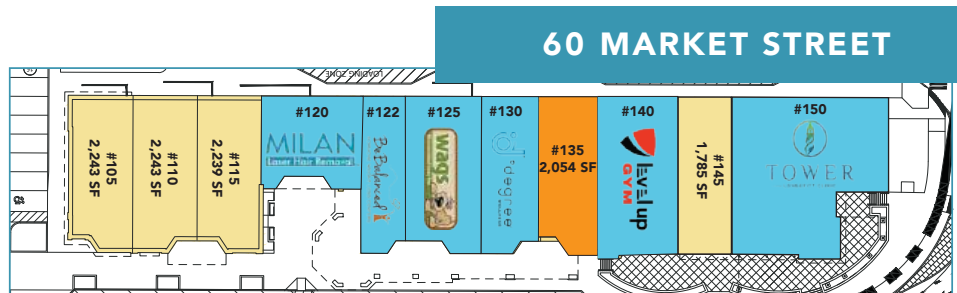 60 MARKET STREET
LOADING ZONE
#105
2,243 SF
#110
2,243 SF
#115
2,239 SF
#120
MILAN
Laser Hair Removal
#122
BeBalanced
#125
wags
#130
degree
#135
2,054 SF
#140
level up
GYM
#145
1,785 SF
#150
TOWER